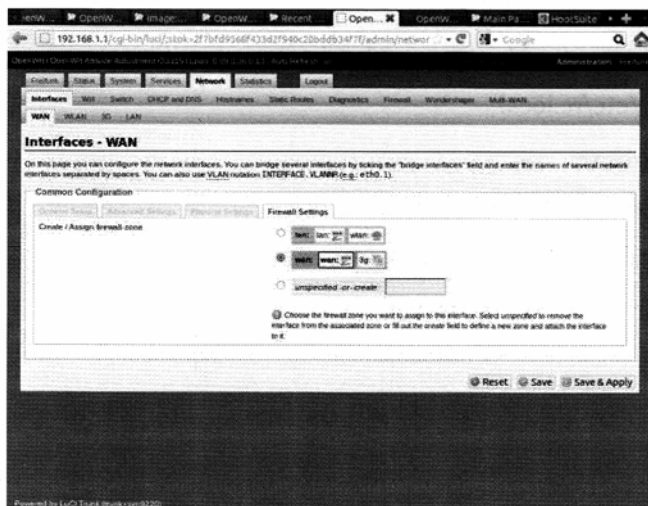 OpenW... Image:... OpenW... Recent ... Open... OpenW... Main Pa... HootSuite
192.168.1.1/cgi-bin/luci/;stok=2f7bfd9566f433d2f940c20bddb34f7f/admin/networ Google
Administration
Freifunk Status System Services Network Statistics Logout
Interfaces Wifi Switch DHCP and DNS Hostnames Static Routes Diagnostics Firewall Wondershaper Multi-WAN
WAN WLAN 3G LAN
Interfaces - WAN
On this page you can configure the network interfaces. You can bridge several interfaces by ticking the "bridge interfaces" field and enter the names of several network
interfaces separated by spaces. You can also use VLAN notation INTERFACE.VLANNR (e.g.: eth0.1).
Common Configuration
General Setup Advanced Settings Physical Settings Firewall Settings
Create / Assign firewall-zone
lan: lan: wlan:
wan: wan: 3g:
unspecified -or- create:
Choose the firewall zone you want to assign to this interface. Select unspecified to remove the
interface from the associated zone or fill out the create field to define a new zone and attach the interface
to it.
Reset Save Save & Apply
Powered by LuCI Trunk